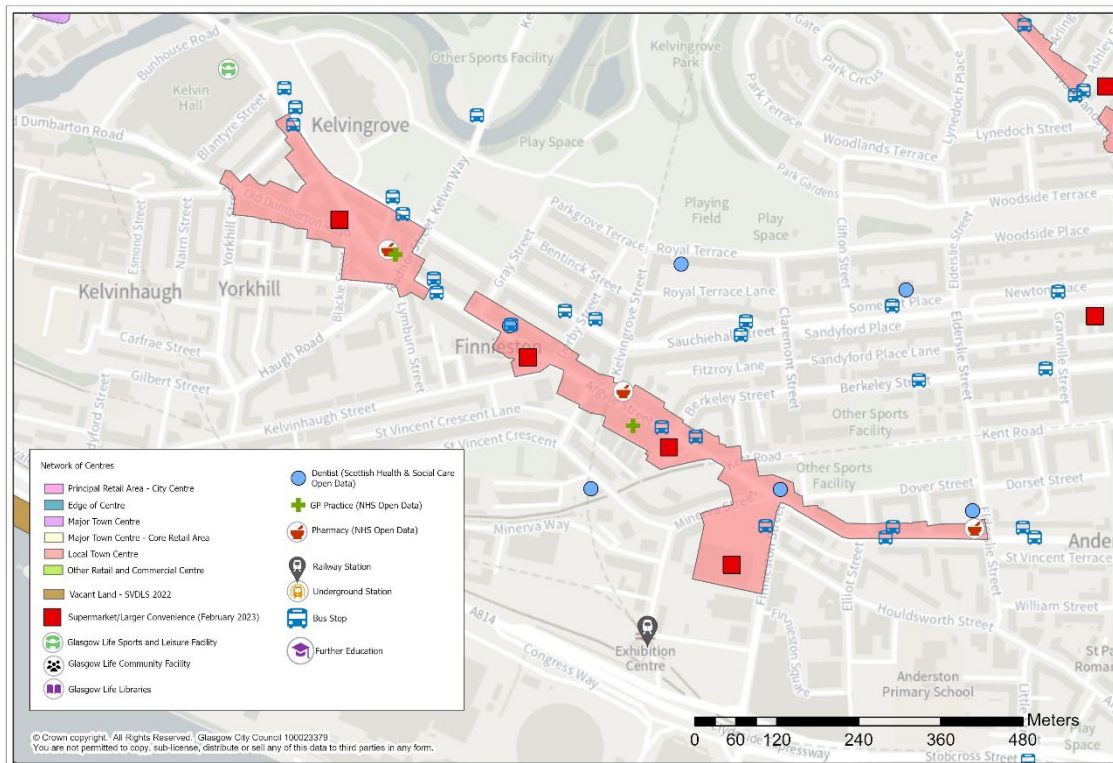 Bunhouse Road
Other Sports Facility
Kelvingrove
Park
Park Circus
Kelvin
Hall
Blantyre Street
Kelvingrove
Kelvin Way
Play Space
Park Terrace
Woodlands Terrace
Lynedoch Place
Lynedoch Street
Old Dumbarton Road
Old Dumbarton
Park Gardens
Playing
Field
Play
Space
Woodside Terrace
Woodside Place
Esmond Street
Nairn Street
Yorkhill
Parkgrove Terrace
Royal Terrace
Clifton Street
Elderslie Street
Gray Street
Bentinck Street
Kelvingrove Street
Royal Terrace Lane
Kelvinhaugh
Yorkhill
Blackie
Lymburn Street
Derby Street
Sauchiehall Street
Claremont Street
Sandyford Place
Granville Street
Carfrae Street
Haugh Road
Finnieston
Fitzroy Lane
Sandyford Place Lane
Elderslie Street
Gilbert Street
Argyle Street
Berkeley Street
Berkeley Street
Kelvinhaugh Street
St Vincent Crescent Lane
St Vincent Crescent
Other Sports
Facility
Kent Road
Kent Road
Other Sports
Facility
Dover Street
Dorset Street
Minerva Way
Minerva Street
St Vincent Terrace
Finnieston Street
Elliot Street
William Street
Houldsworth Street
A814
Congress Way
Exhibition
Centre
Finnieston Street
Finnieston Square
Anderston
Primary School
Stobcross Street
Network of Centres
Principal Retail Area - City Centre
Edge of Centre
Major Town Centre
Major Town Centre - Core Retail Area
Local Town Centre
Other Retail and Commercial Centre
Vacant Land - SVDLS 2022
Supermarket/Larger Convenience (February 2023)
Glasgow Life Sports and Leisure Facility
Glasgow Life Community Facility
Glasgow Life Libraries
Dentist (Scottish Health & Social Care
Open Data)
GP Practice (NHS Open Data)
Pharmacy (NHS Open Data)
Railway Station
Underground Station
Bus Stop
Further Education
© Crown copyright. All Rights Reserved. Glasgow City Council 100023379
You are not permitted to copy, sub-license, distribute or sell any of this data to third parties in any form.
Meters
0 60 120 240 360 480